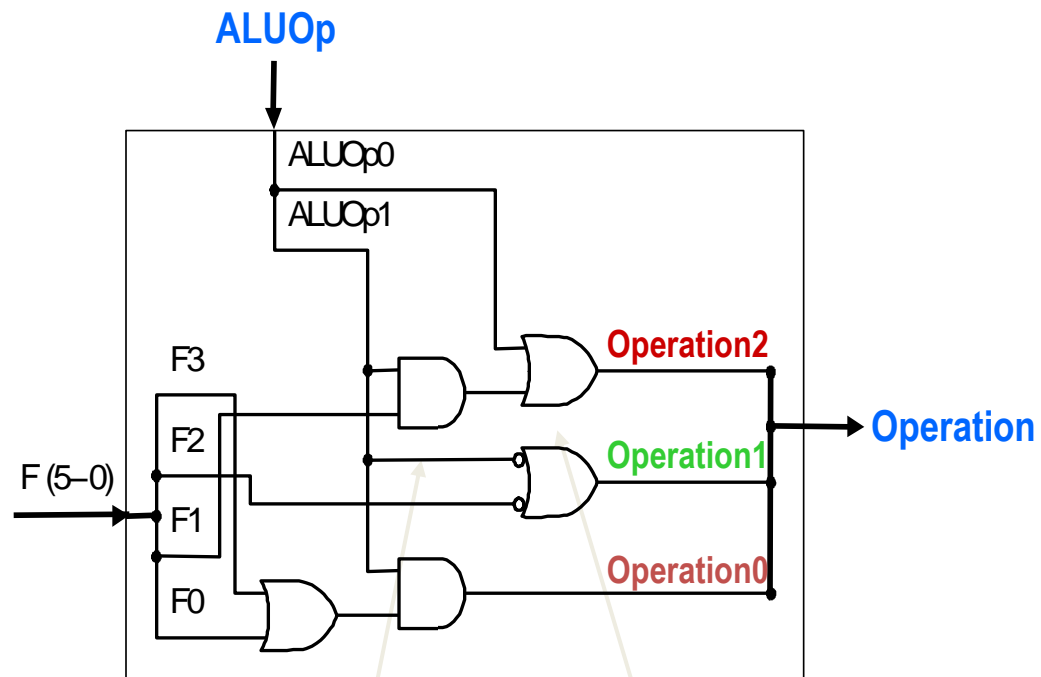 ALUOp
ALUOp0
ALUOp1
F3
Operation2
F2
Operation
F (5–0)
Operation1
F1
Operation0
F0